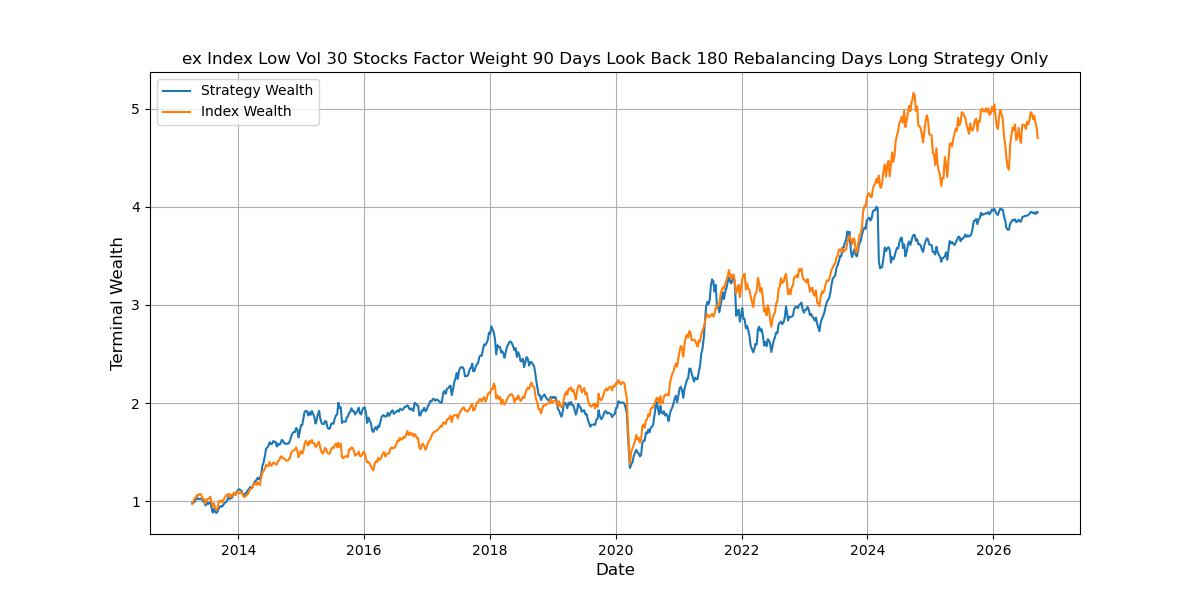 ex Index Low Vol 30 Stocks Factor Weight 90 Days Look Back 180 Rebalancing Days Long Strategy Only
Strategy Wealth
Index Wealth
Terminal Wealth
5
4
3
2
1
2014 2016 2018 2020 2022 2024 2026
Date